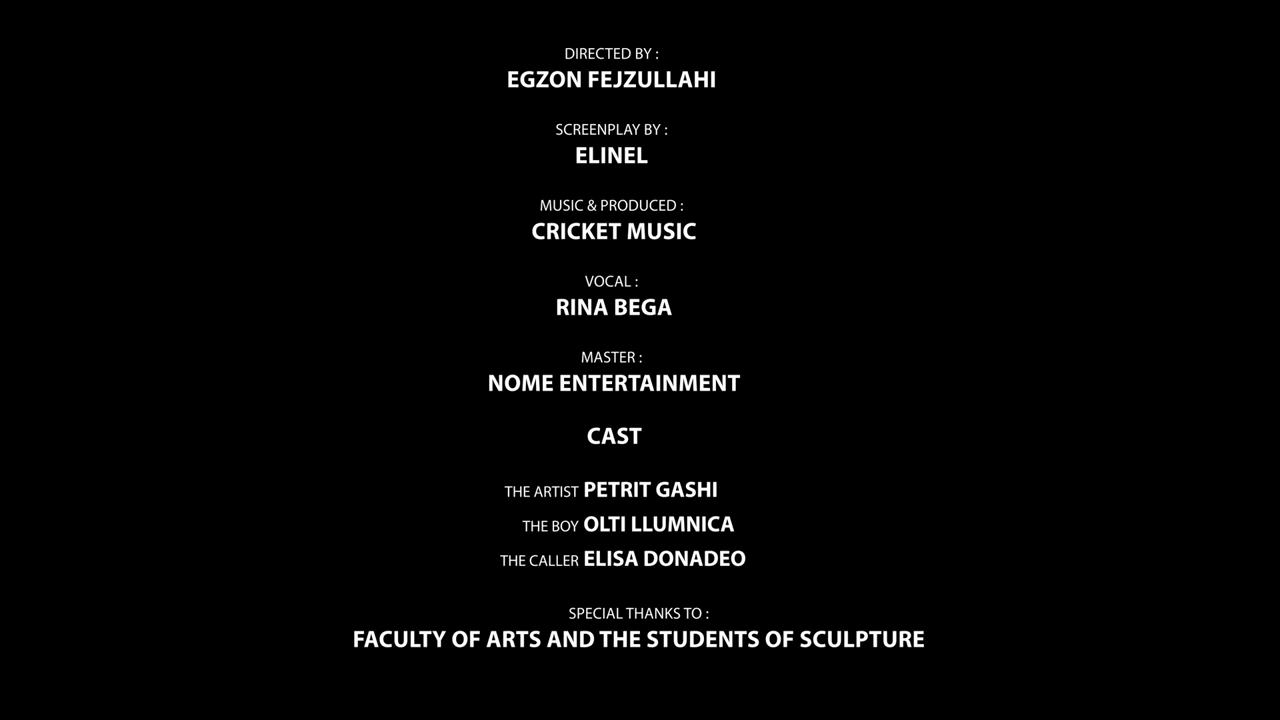 DIRECTED BY :
EGZON FEJZULLAHI
SCREENPLAY BY :
ELINEL
MUSIC & PRODUCED :
CRICKET MUSIC
VOCAL :
RINA BEGA
MASTER :
NOME ENTERTAINMENT
CAST
THE ARTIST PETRIT GASHI
THE BOY OLTI LLUMNICA
THE CALLER ELISA DONADEO
SPECIAL THANKS TO :
FACULTY OF ARTS AND THE STUDENTS OF SCULPTURE